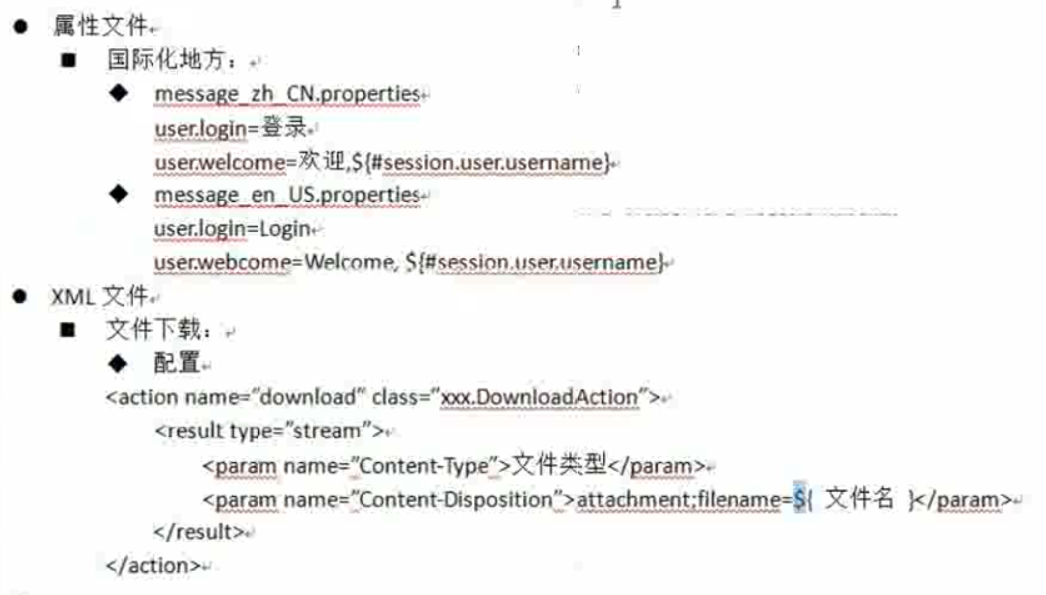 ● 属性文件
■ 国际化地方：
◆ message_zh_CN.properties
user.login=登录
user.welcome=欢迎,${#session.user.username}
◆ message_en_US.properties
user.login=Login
user.webcome=Welcome, ${#session.user.username}
● XML 文件
■ 文件下载：
◆ 配置
<action name=”download” class=”xxx.DownloadAction”>
<result type=”stream”>
<param name=”Content-Type”>文件类型</param>
<param name=”Content-Disposition”>attachment;filename=${ 文件名 }</param>
</result>
</action>